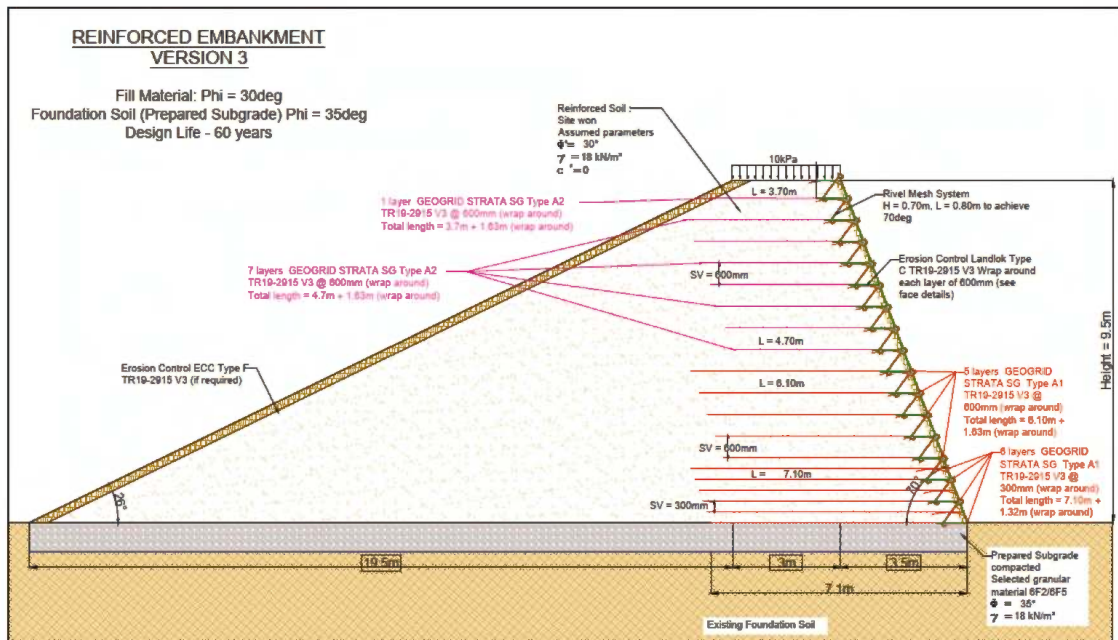 REINFORCED EMBANKMENT
VERSION 3
Fill Material: Phi = 30deg
Foundation Soil (Prepared Subgrade) Phi = 35deg
Design Life - 60 years
Reinforced Soil :
Site won
Assumed parameters
Φ'= 30°
γ = 18 kN/m³
c '= 0
10kPa
L = 3.70m
Rivel Mesh System
H = 0.70m, L = 0.80m to achieve
70deg
1 layer GEOGRID STRATA SG Type A2
TR19-2915 V3 @ 600mm (wrap around)
Total length = 3.7m + 1.63m (wrap around)
7 layers GEOGRID STRATA SG Type A2
TR19-2915 V3 @ 600mm (wrap around)
Total length = 4.7m + 1.63m (wrap around)
SV = 600mm
Erosion Control Landlok Type
C TR19-2915 V3 Wrap around
each layer of 600mm (see
face details)
Height = 9.5m
L = 4.70m
Erosion Control ECC Type F
TR19-2915 V3 (if required)
L = 6.10m
5 layers GEOGRID
STRATA SG Type A1
TR19-2915 V3 @
600mm (wrap around)
Total length = 6.10m +
1.63m (wrap around)
SV = 600mm
L = 7.10m
6 layers GEOGRID
STRATA SG Type A1
TR19-2915 V3 @
300mm (wrap around)
Total length = 7.10m +
1.32m (wrap around)
26°
70°
SV = 300mm
19.5m
3m
3.5m
7.1m
Prepared Subgrade
compacted
Selected granular
material 6F2/6F5
Φ = 35°
γ = 18 kN/m³
Existing Foundation Soil